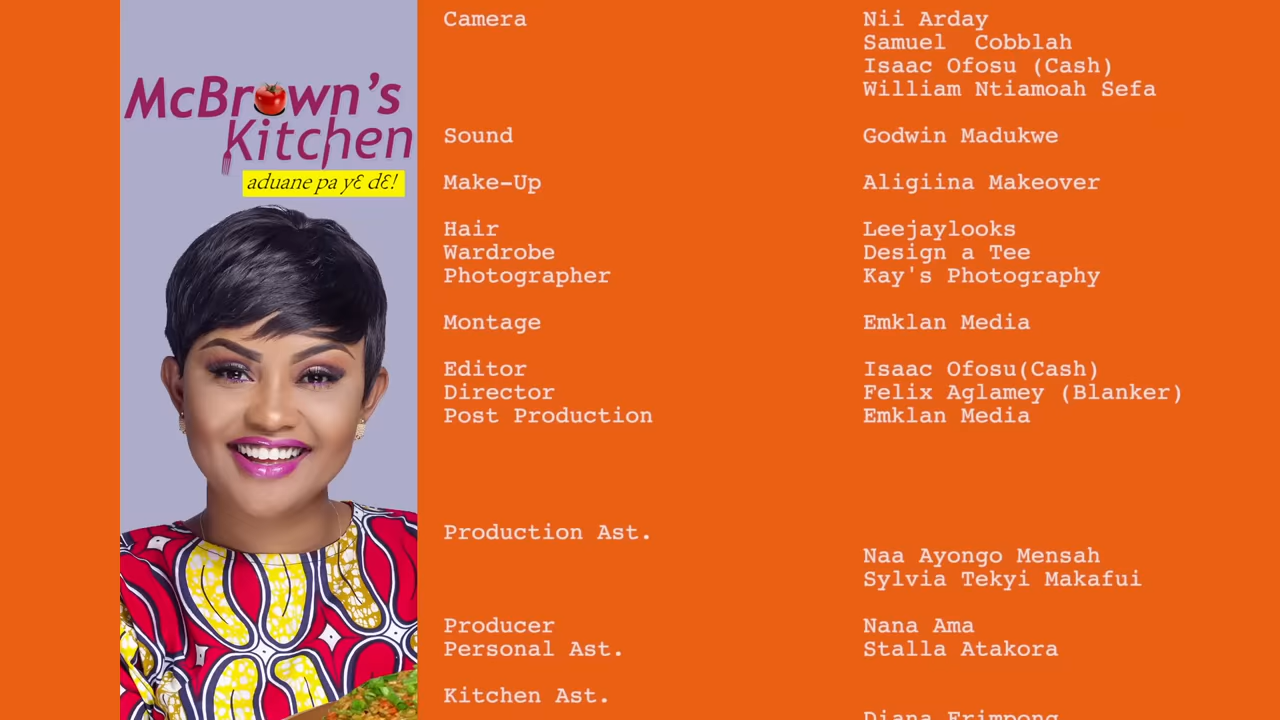 McBrown's
Kitchen
aduane pa yɛ dɛ!
Camera Nii Arday
Samuel Cobblah
Isaac Ofosu (Cash)
William Ntiamoah Sefa
Sound Godwin Madukwe
Make-Up Aligiina Makeover
Hair Leejaylooks
Wardrobe Design a Tee
Photographer Kay's Photography
Montage Emklan Media
Editor Isaac Ofosu(Cash)
Director Felix Aglamey (Blanker)
Post Production Emklan Media
Production Ast.
Naa Ayongo Mensah
Sylvia Tekyi Makafui
Producer Nana Ama
Personal Ast. Stalla Atakora
Kitchen Ast.
Diana Frimpong